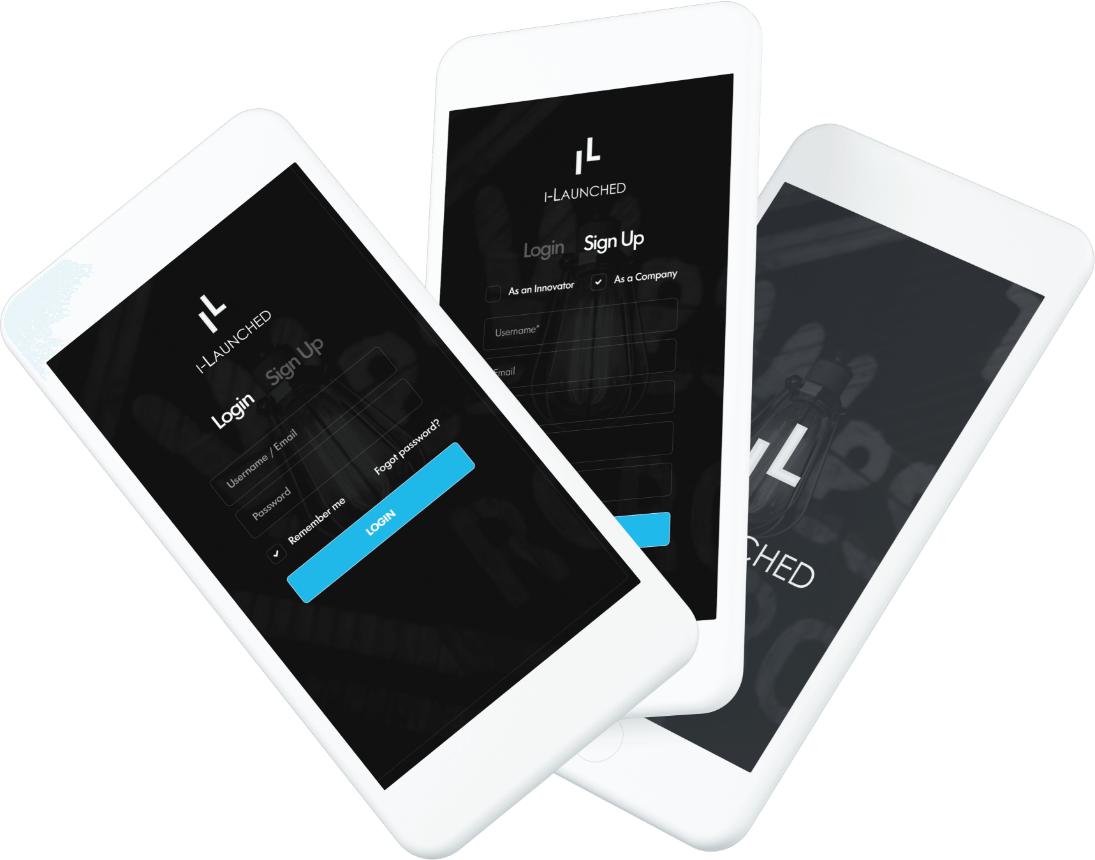 IL
I-LAUNCHED
Login Sign Up
Username / Email
Password
Remember me Fogot password?
LOGIN
IL
I-LAUNCHED
Login Sign Up
As an Innovator As a Company
Username*
Email
IL
CHED